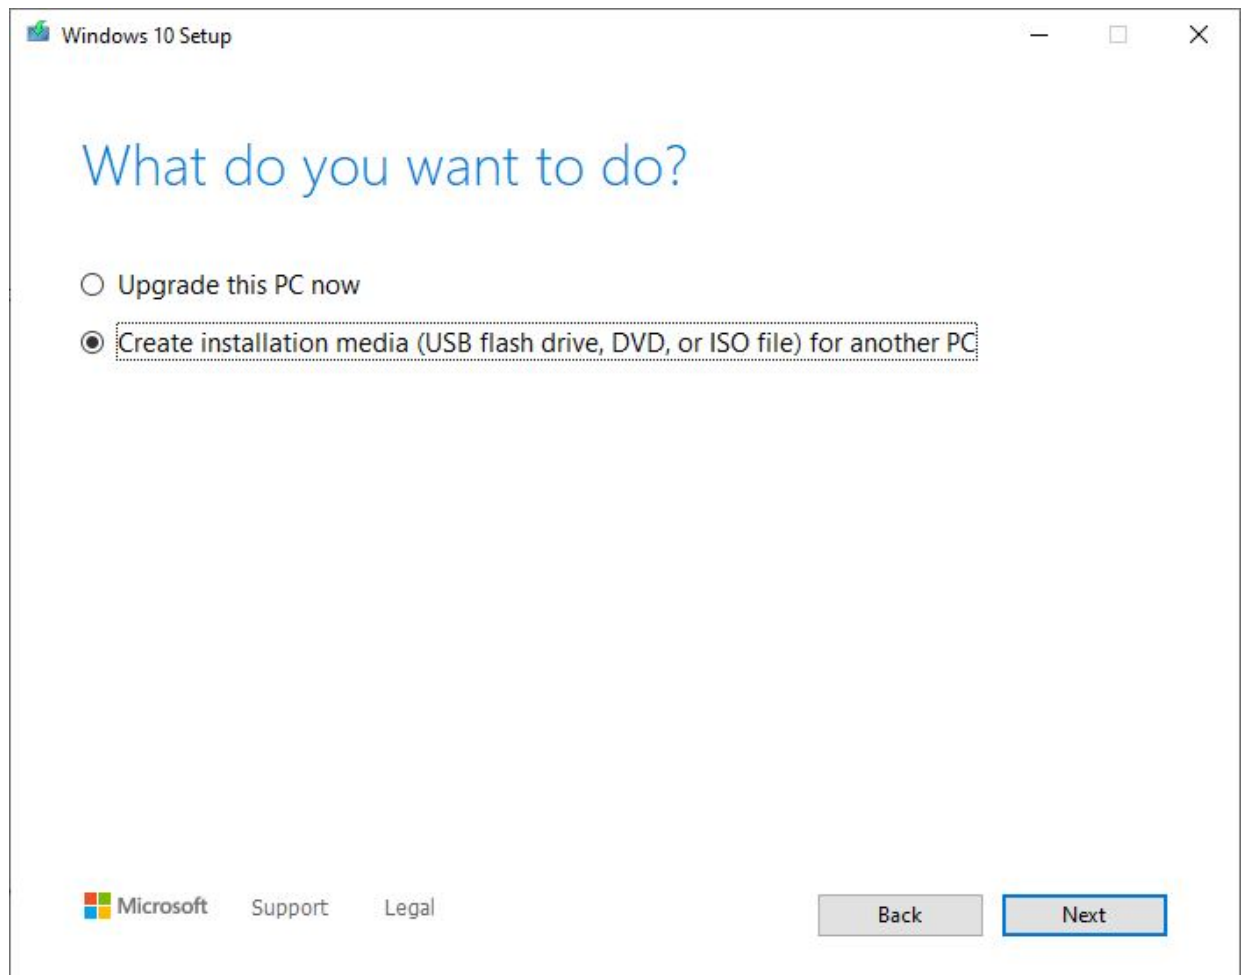 Windows 10 Setup
What do you want to do?
Upgrade this PC now
Create installation media (USB flash drive, DVD, or ISO file) for another PC
Microsoft Support Legal Back Next